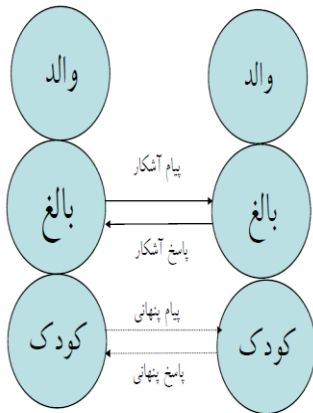 والد
والد
پیام آشکار
بالغ
بالغ
پاسخ آشکار
پیام پنهانی
کودک
کودک
پاسخ پنهانی